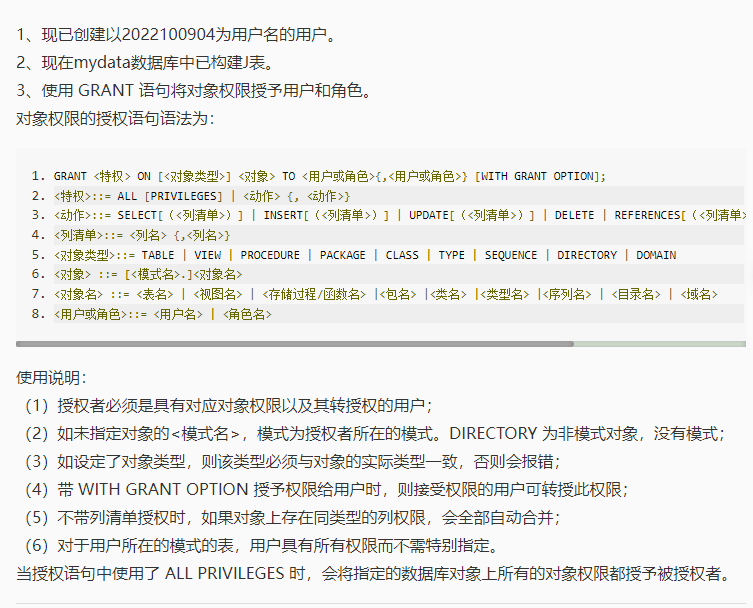 1、现已创建以2022100904为用户名的用户。
2、现在mydata数据库中已构建J表。
3、使用 GRANT 语句将对象权限授予用户和角色。
对象权限的授权语句语法为：
1. GRANT <特权> ON [<对象类型>] <对象> TO <用户或角色>{,<用户或角色>} [WITH GRANT OPTION];
2. <特权>::= ALL [PRIVILEGES] | <动作> {, <动作>}
3. <动作>::= SELECT[（<列清单>）] | INSERT[（<列清单>）] | UPDATE[（<列清单>）] | DELETE | REFERENCES[（<列清单>
4. <列清单>::= <列名> {,<列名>}
5. <对象类型>::= TABLE | VIEW | PROCEDURE | PACKAGE | CLASS | TYPE | SEQUENCE | DIRECTORY | DOMAIN
6. <对象> ::= [<模式名>.]<对象名>
7. <对象名> ::= <表名> | <视图名> | <存储过程/函数名> |<包名> |<类名> |<类型名> |<序列名> | <目录名> | <域名>
8. <用户或角色>::= <用户名> | <角色名>
使用说明：
（1）授权者必须是具有对应对象权限以及其转授权的用户；
（2）如未指定对象的<模式名>，模式为授权者所在的模式。DIRECTORY 为非模式对象，没有模式；
（3）如设定了对象类型，则该类型必须与对象的实际类型一致，否则会报错；
（4）带 WITH GRANT OPTION 授予权限给用户时，则接受权限的用户可转授此权限；
（5）不带列清单授权时，如果对象上存在同类型的列权限，会全部自动合并；
（6）对于用户所在的模式的表，用户具有所有权限而不需特别指定。
当授权语句中使用了 ALL PRIVILEGES 时，会将指定的数据库对象上所有的对象权限都授予被授权者。